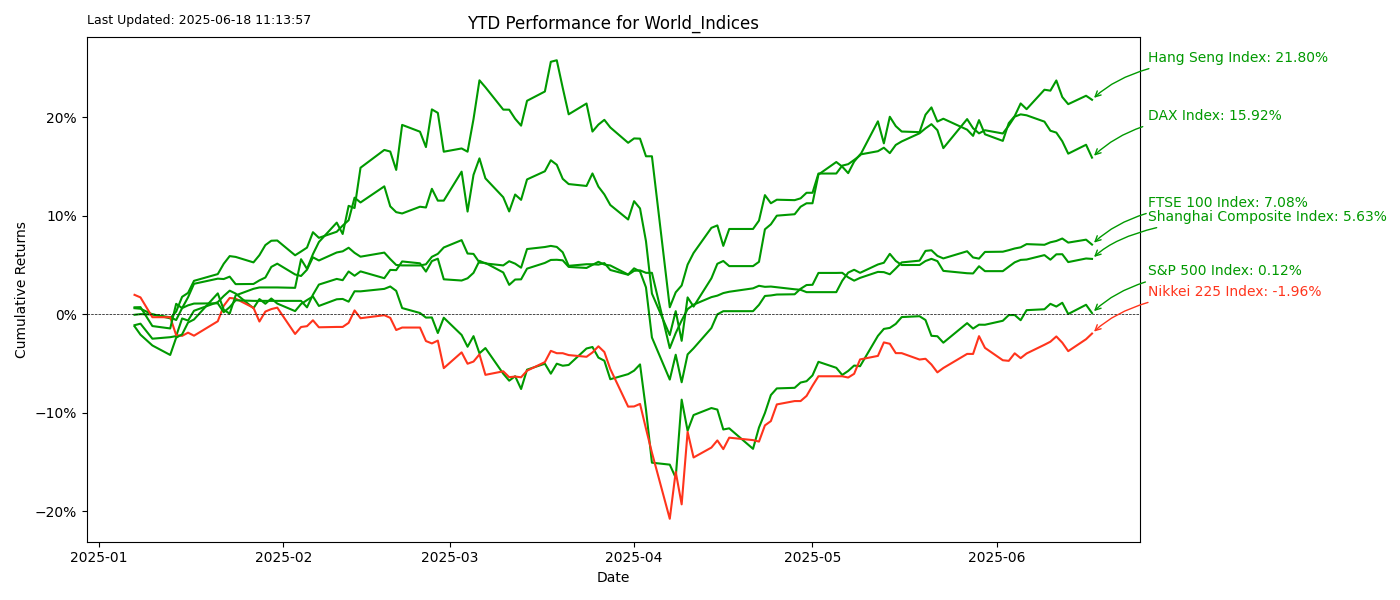 Last Updated: 2025-06-18 11:13:57
YTD Performance for World_Indices
Hang Seng Index: 21.80%
DAX Index: 15.92%
FTSE 100 Index: 7.08%
Shanghai Composite Index: 5.63%
S&P 500 Index: 0.12%
Nikkei 225 Index: -1.96%
Cumulative Returns
20%
10%
0%
−10%
−20%
2025-01
2025-02
2025-03
2025-04
2025-05
2025-06
Date